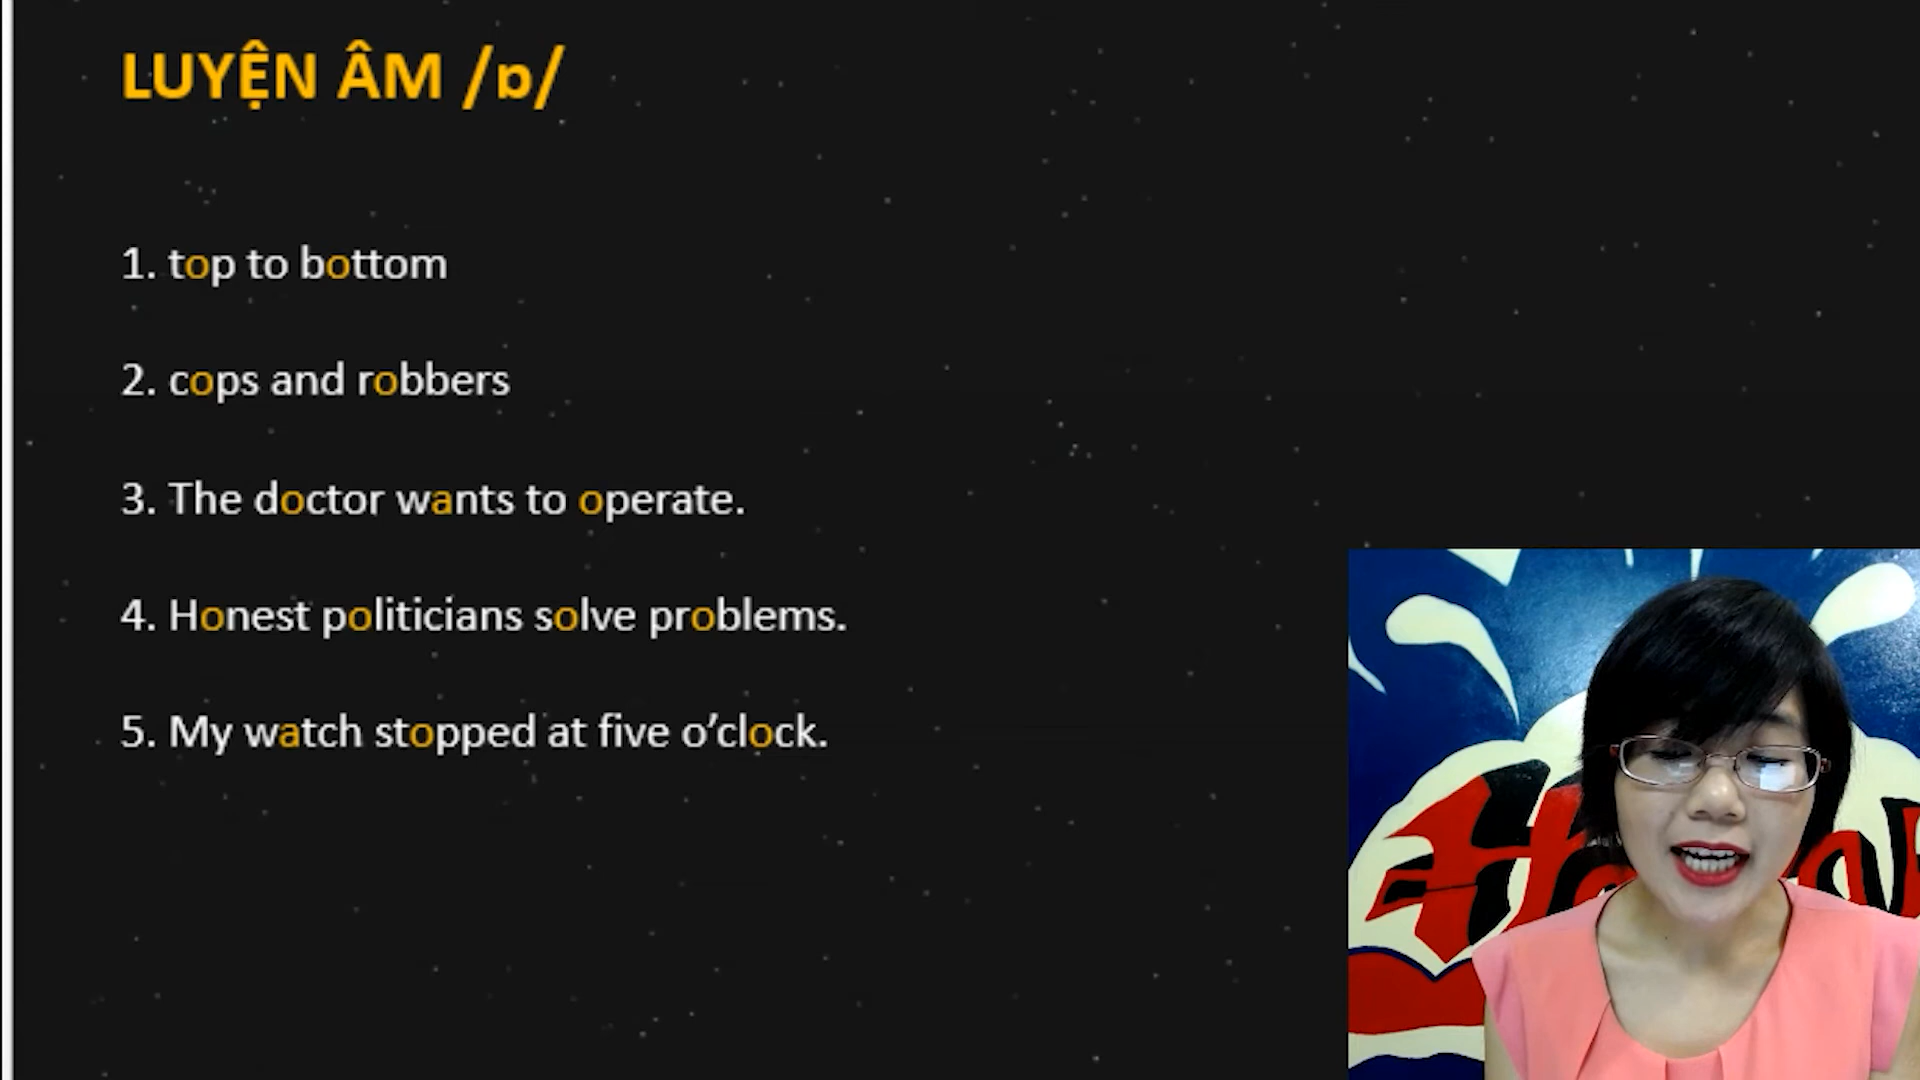 LUYỆN ÂM /ɒ/
1. top to bottom
2. cops and robbers
3. The doctor wants to operate.
4. Honest politicians solve problems.
5. My watch stopped at five o’clock.